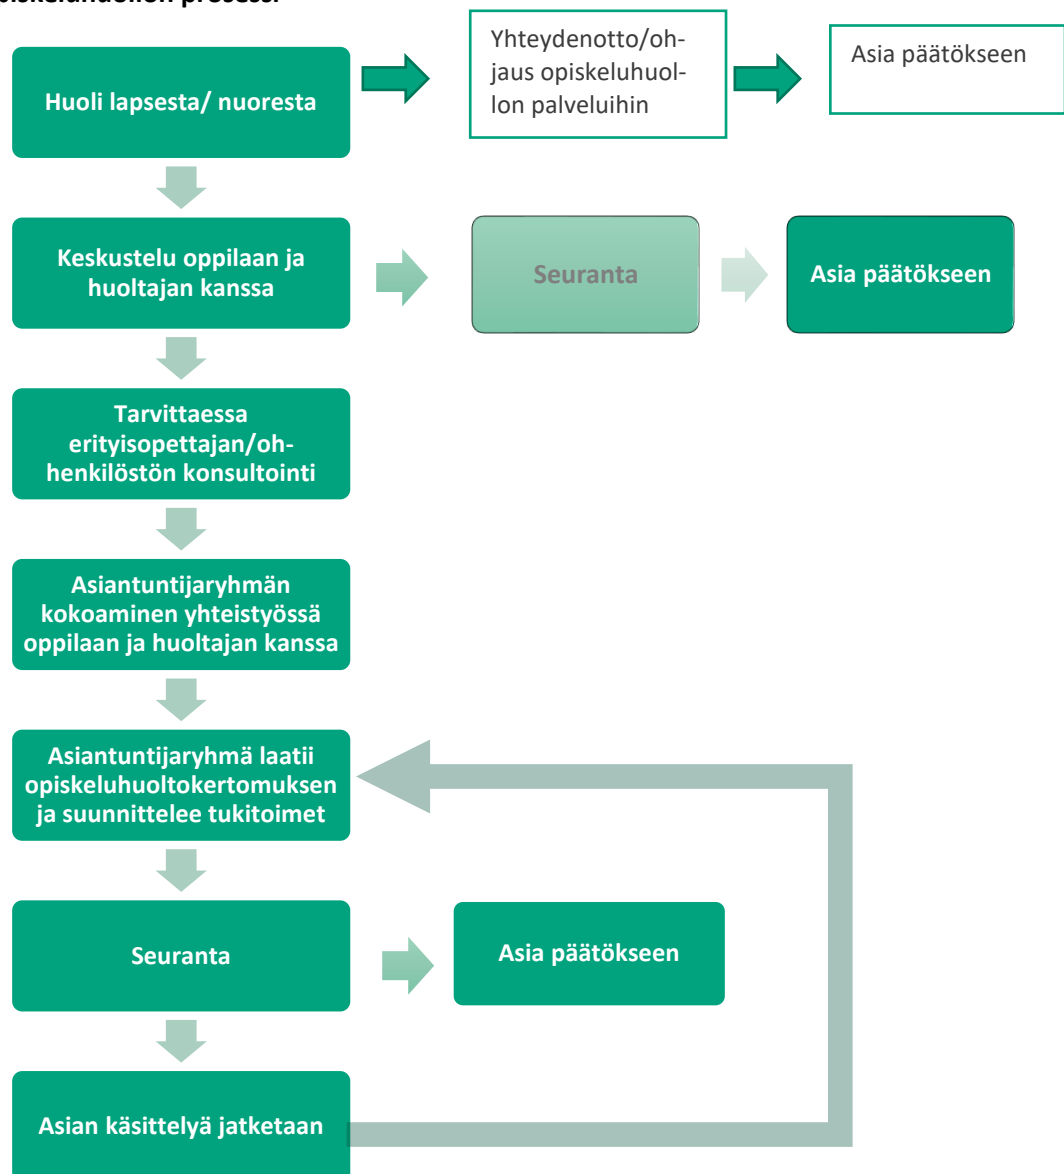 piskeluhuollon prosessi
Huoli lapsesta/ nuoresta
Yhteydenotto/oh-
jaus opiskeluhuol-
lon palveluihin
Asia päätökseen
Keskustelu oppilaan ja
huoltajan kanssa
Seuranta
Asia päätökseen
Tarvittaessa
erityisopettajan/oh-
henkilöstön konsultointi
Asiantuntijaryhmän
kokoaminen yhteistyössä
oppilaan ja huoltajan kanssa
Asiantuntijaryhmä laatii
opiskeluhuoltokertomuksen
ja suunnittelee tukitoimet
Seuranta
Asia päätökseen
Asian käsittelyä jatketaan